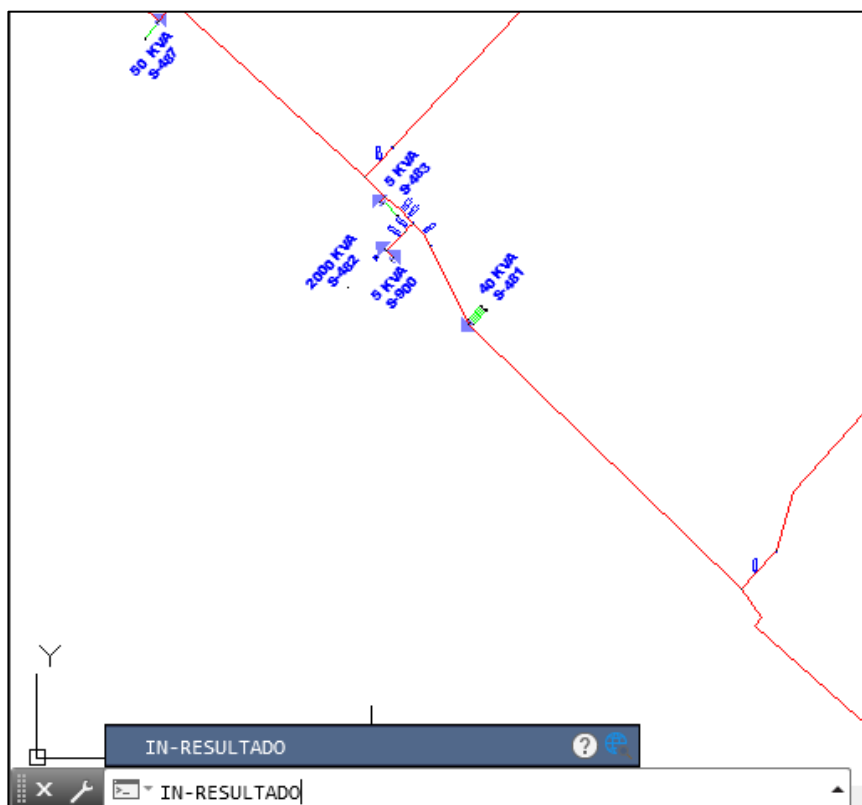 50 KVA
S-487
5 KVA
S-483
2000 KVA
S-482
5 KVA
S-900
40 KVA
S-481
Y
IN-RESULTADO
?
IN-RESULTADO